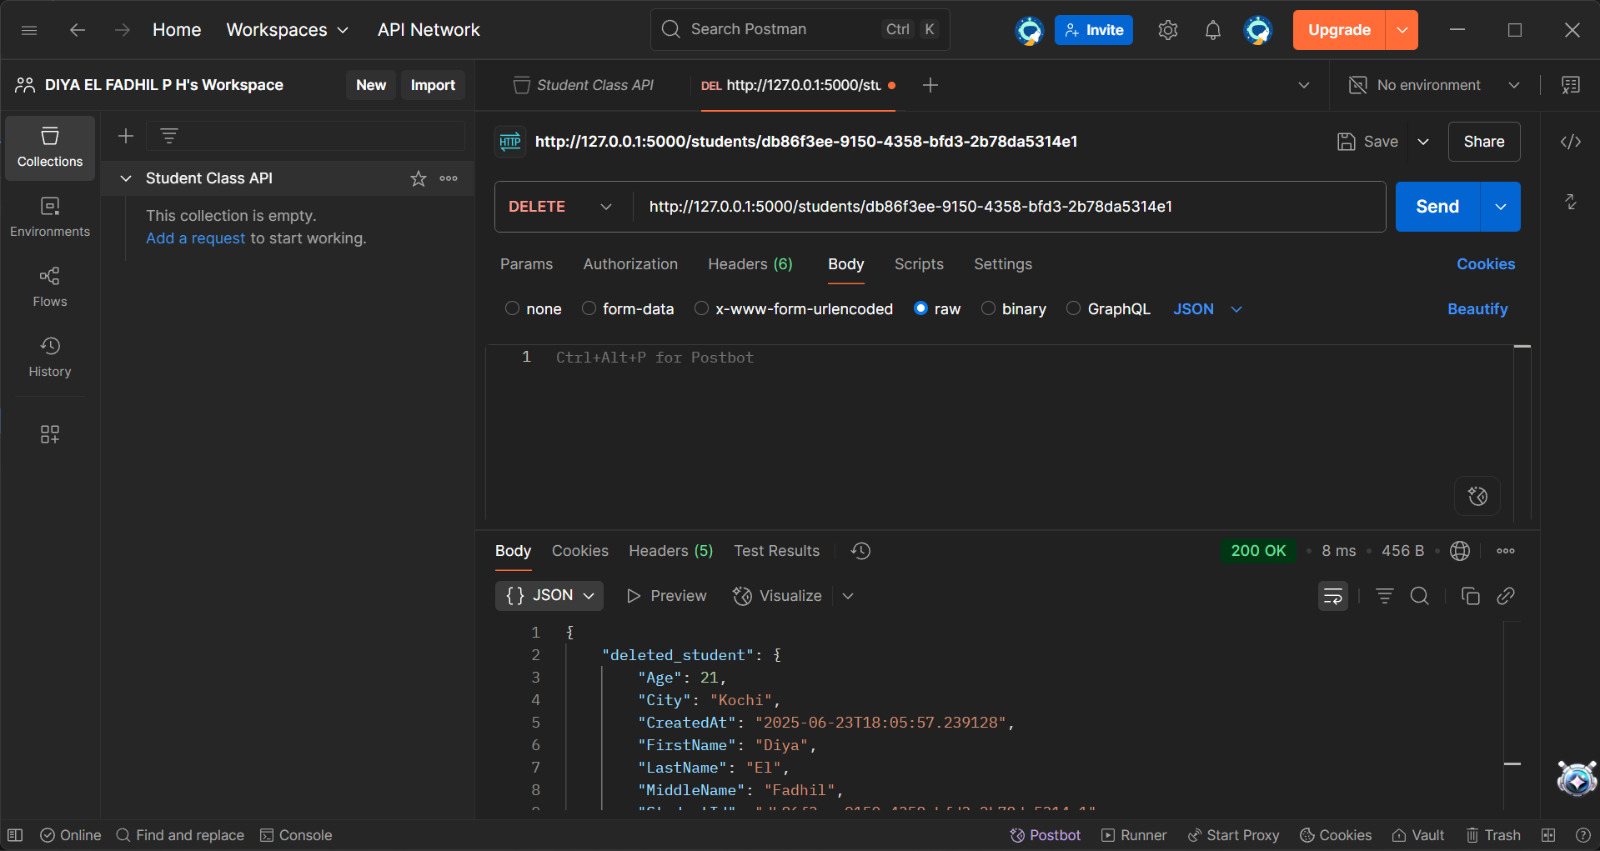 Home
Workspaces
API Network
Search Postman
Ctrl K
Invite
Upgrade
DIYA EL FADHIL P H's Workspace
New
Import
Student Class API
DEL http://127.0.0.1:5000/stu
No environment
Collections
Environments
Flows
History
Student Class API
This collection is empty.
Add a request to start working.
HTTP
http://127.0.0.1:5000/students/db86f3ee-9150-4358-bfd3-2b78da5314e1
Save
Share
DELETE
http://127.0.0.1:5000/students/db86f3ee-9150-4358-bfd3-2b78da5314e1
Send
Params Authorization Headers (6) Body Scripts Settings
Cookies
none form-data x-www-form-urlencoded raw binary GraphQL JSON
Beautify
1 Ctrl+Alt+P for Postbot
Body Cookies Headers (5) Test Results
200 OK • 8 ms • 456 B •
{} JSON Preview Visualize
1 {
2 "deleted_student": {
3 "Age": 21,
4 "City": "Kochi",
5 "CreatedAt": "2025-06-23T18:05:57.239128",
6 "FirstName": "Diya",
7 "LastName": "El",
8 "MiddleName": "Fadhil",
Online Find and replace Console
Postbot Runner Start Proxy Cookies Vault Trash